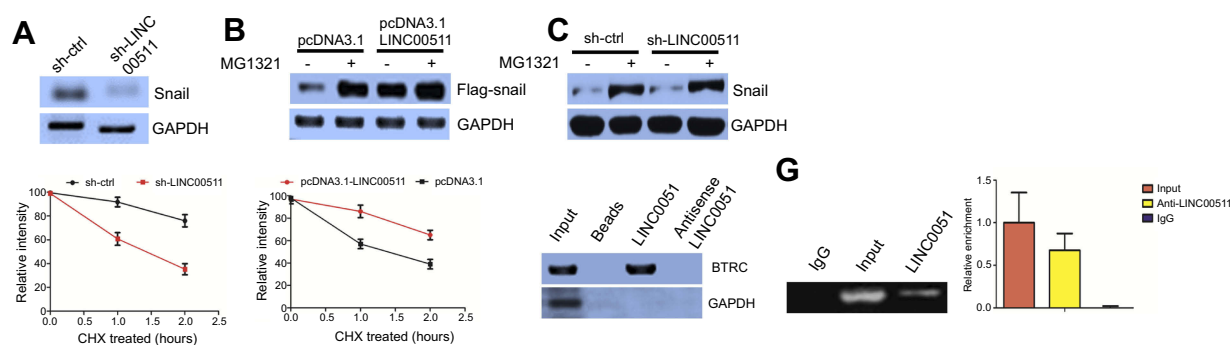 A
sh-ctrl
sh-LINC
00511
Snail
GAPDH
B
pcDNA3.1
pcDNA3.1
LINC00511
MG1321 - + - +
Flag-snail
GAPDH
C
sh-ctrl sh-LINC00511
MG1321 - + - +
Snail
GAPDH
sh-ctrl sh-LINC00511
Relative intensity
100
80
60
40
20
0
0.0 0.5 1.0 1.5 2.0 2.5
CHX treated (hours)
pcDNA3.1-LINC00511 pcDNA3.1
Relative intensity
100
80
60
40
20
0
0.0 0.5 1.0 1.5 2.0 2.5
CHX treated (hours)
Input
Beads
LINC0051
Antisense
LINC0051
BTRC
GAPDH
G
IgG
Input
LINC0051
Relative enrichment
1.5
1.0
0.5
0.0
Input
Anti-LINC00511
IgG